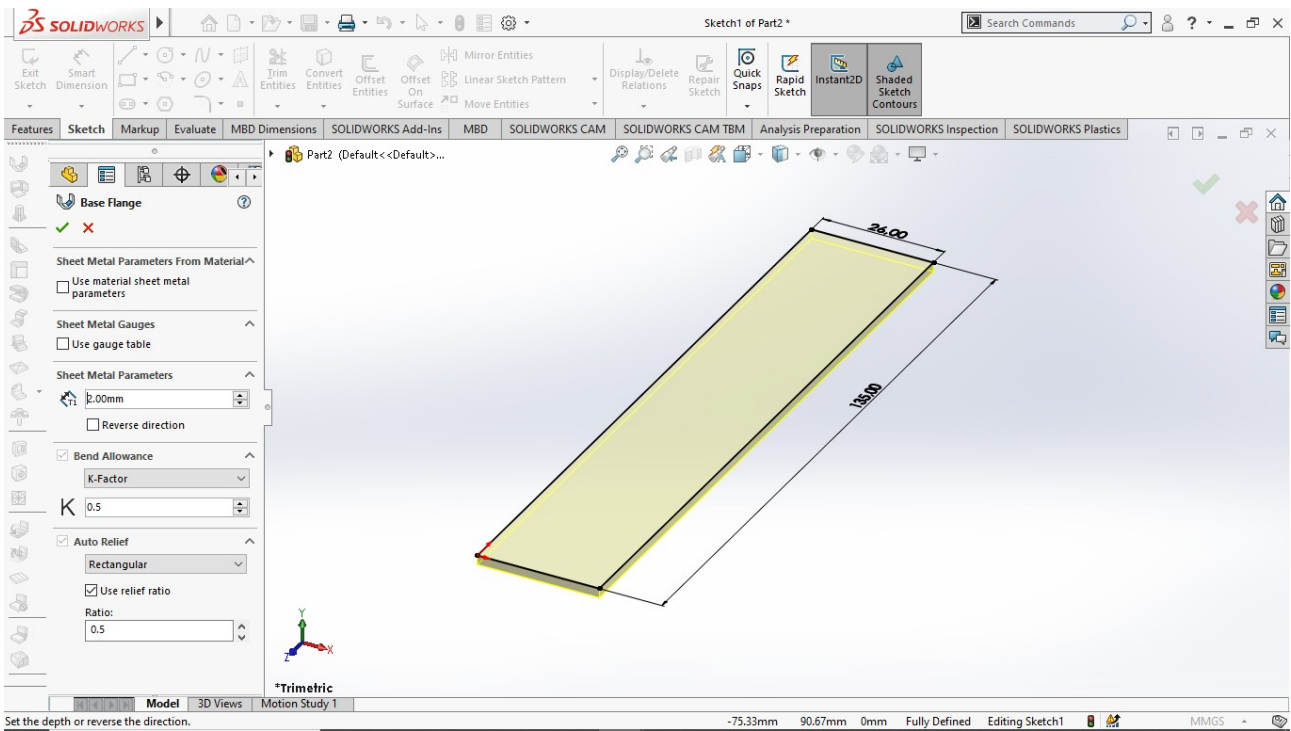 SOLIDWORKS
Sketch1 of Part2 *
Search Commands
?
Exit Sketch
Smart Dimension
Trim Entities
Convert Entities
Offset Entities
Offset On Surface
Mirror Entities
Linear Sketch Pattern
Move Entities
Display/Delete Relations
Repair Sketch
Quick Snaps
Rapid Sketch
Instant2D
Shaded Sketch Contours
Features Sketch Markup Evaluate MBD Dimensions SOLIDWORKS Add-Ins MBD SOLIDWORKS CAM SOLIDWORKS CAM TBM Analysis Preparation SOLIDWORKS Inspection SOLIDWORKS Plastics
Part2 (Default<<Default>...
Base Flange
Sheet Metal Parameters From Material
Use material sheet metal
parameters
Sheet Metal Gauges
Use gauge table
Sheet Metal Parameters
T1 2.00mm
Reverse direction
Bend Allowance
K-Factor
K 0.5
Auto Relief
Rectangular
Use relief ratio
Ratio:
0.5
26.00
135.00
Y
X
Z
*Trimetric
Model 3D Views Motion Study 1
Set the depth or reverse the direction. -75.33mm 90.67mm 0mm Fully Defined Editing Sketch1 MMGS